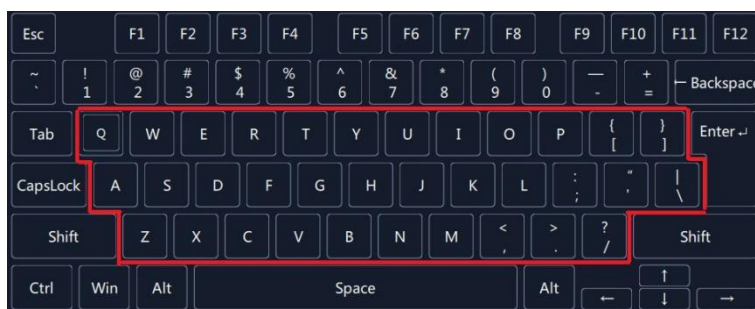 Esc F1 F2 F3 F4 F5 F6 F7 F8 F9 F10 F11 F12
~ ! @ # $ % ^ & * ( ) — +
` 1 2 3 4 5 6 7 8 9 0 - = ← Backspace
Tab Q W E R T Y U I O P { } Enter ↵
[ ]
CapsLock A S D F G H J K L : " |
; ' \
Shift Z X C V B N M < > ? Shift
, . /
Ctrl Win Alt Space Alt ↑
← ↓ →